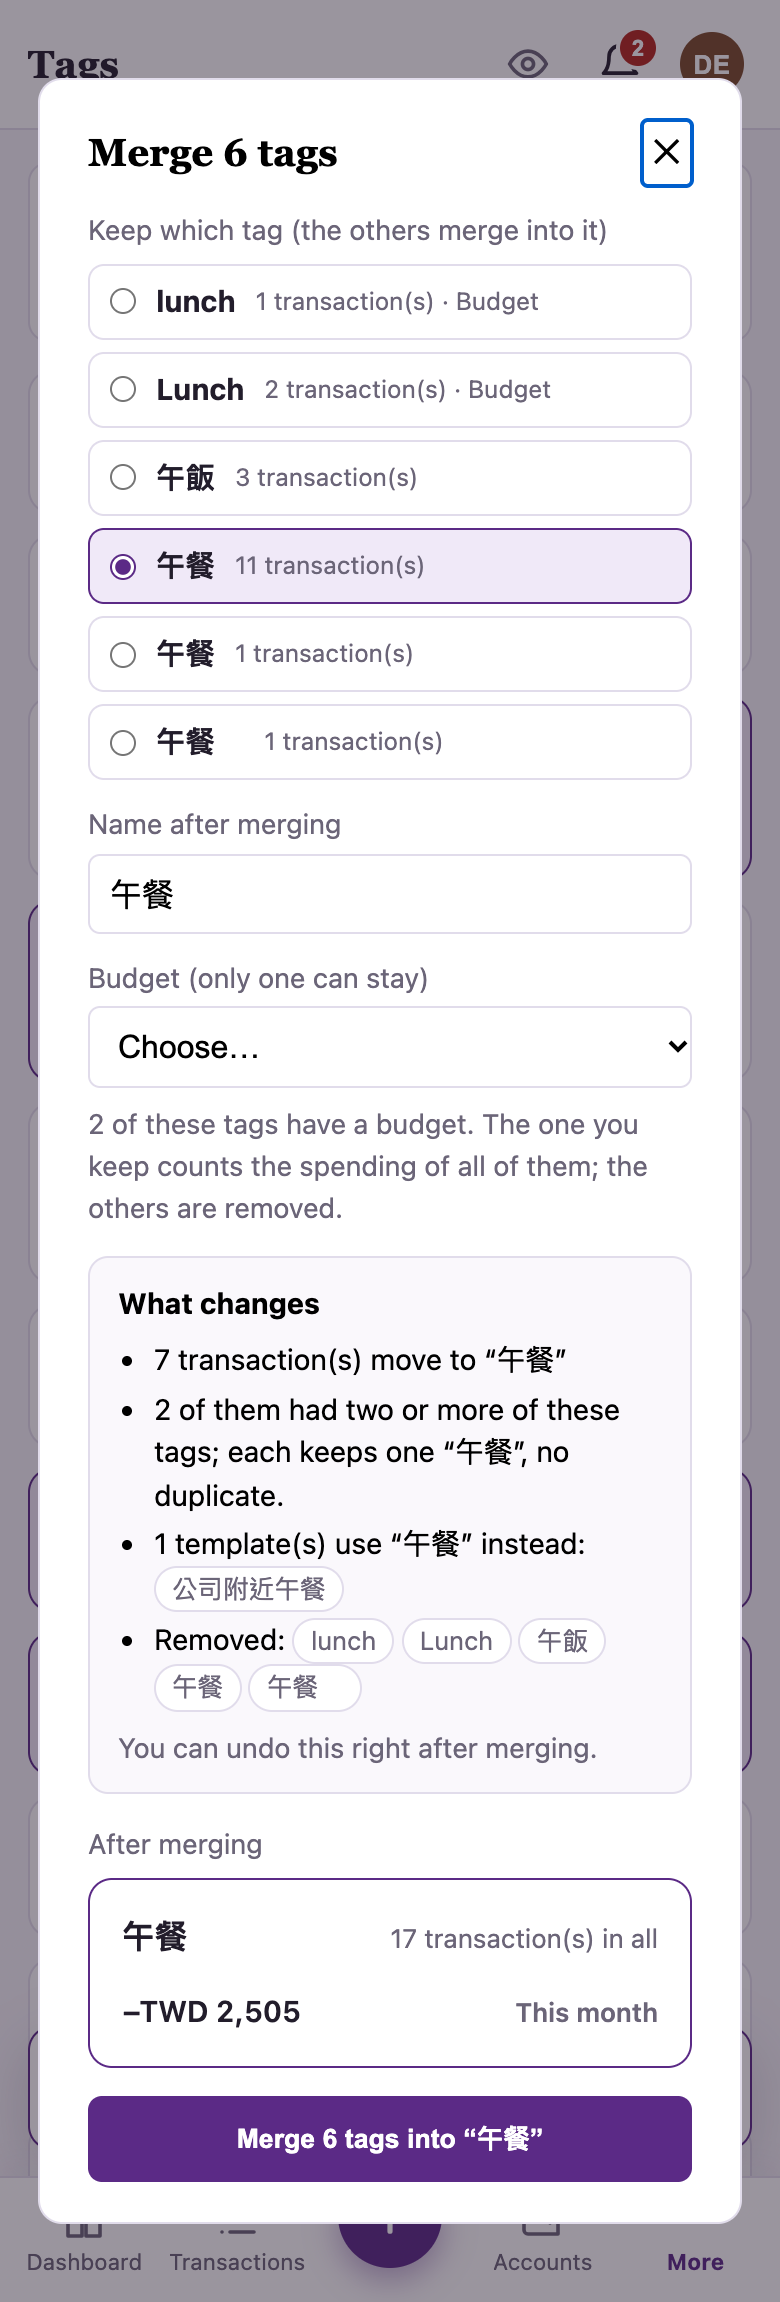 Tags
2
DE
Merge 6 tags
Keep which tag (the others merge into it)
lunch 1 transaction(s) · Budget
Lunch 2 transaction(s) · Budget
午飯 3 transaction(s)
午餐 11 transaction(s)
午餐 1 transaction(s)
午餐 1 transaction(s)
Name after merging
午餐
Budget (only one can stay)
Choose…
2 of these tags have a budget. The one you
keep counts the spending of all of them; the
others are removed.
What changes
• 7 transaction(s) move to “午餐”
• 2 of them had two or more of these
tags; each keeps one “午餐”, no
duplicate.
• 1 template(s) use “午餐” instead:
公司附近午餐
• Removed: lunch Lunch 午飯
午餐 午餐
You can undo this right after merging.
After merging
午餐 17 transaction(s) in all
–TWD 2,505 This month
Merge 6 tags into “午餐”
Dashboard Transactions Accounts More